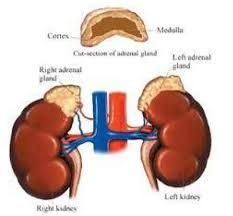 Cortex
Medulla
Cut-section of adrenal gland
Right adrenal
gland
Left adrenal
gland
Right kidney
Left kidney